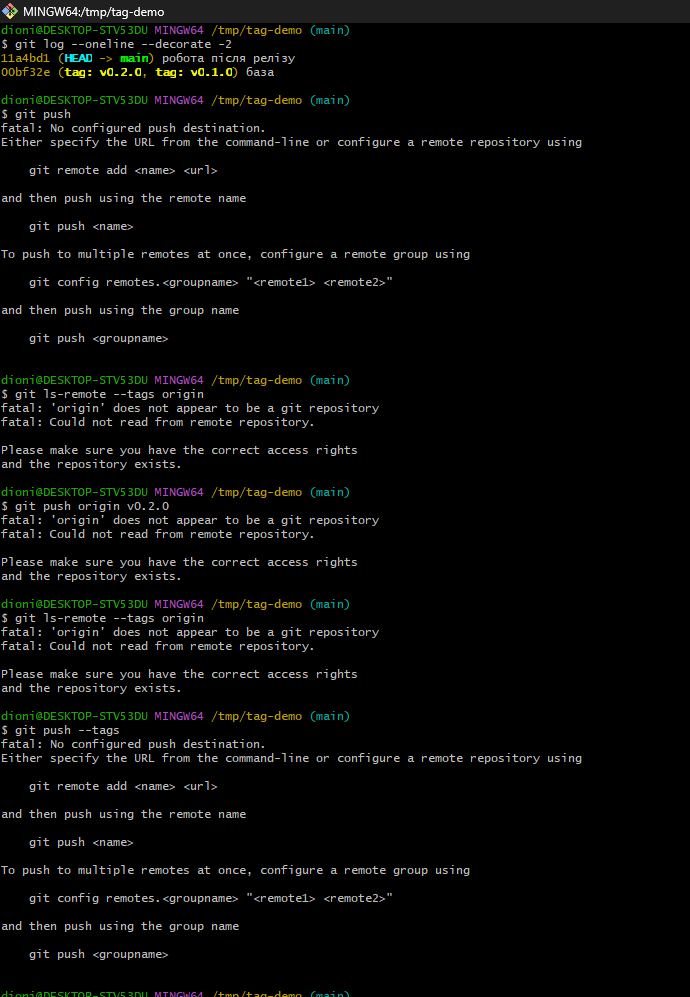 MINGW64:/tmp/tag-demo
dioni@DESKTOP-STV53DU MINGW64 /tmp/tag-demo (main)
$ git log --oneline --decorate -2
11a4bd1 (HEAD -> main) робота після релізу
00bf32e (tag: v0.2.0, tag: v0.1.0) база

dioni@DESKTOP-STV53DU MINGW64 /tmp/tag-demo (main)
$ git push
fatal: No configured push destination.
Either specify the URL from the command-line or configure a remote repository using

    git remote add <name> <url>

and then push using the remote name

    git push <name>

To push to multiple remotes at once, configure a remote group using

    git config remotes.<groupname> "<remote1> <remote2>"

and then push using the group name

    git push <groupname>


dioni@DESKTOP-STV53DU MINGW64 /tmp/tag-demo (main)
$ git ls-remote --tags origin
fatal: 'origin' does not appear to be a git repository
fatal: Could not read from remote repository.

Please make sure you have the correct access rights
and the repository exists.

dioni@DESKTOP-STV53DU MINGW64 /tmp/tag-demo (main)
$ git push origin v0.2.0
fatal: 'origin' does not appear to be a git repository
fatal: Could not read from remote repository.

Please make sure you have the correct access rights
and the repository exists.

dioni@DESKTOP-STV53DU MINGW64 /tmp/tag-demo (main)
$ git ls-remote --tags origin
fatal: 'origin' does not appear to be a git repository
fatal: Could not read from remote repository.

Please make sure you have the correct access rights
and the repository exists.

dioni@DESKTOP-STV53DU MINGW64 /tmp/tag-demo (main)
$ git push --tags
fatal: No configured push destination.
Either specify the URL from the command-line or configure a remote repository using

    git remote add <name> <url>

and then push using the remote name

    git push <name>

To push to multiple remotes at once, configure a remote group using

    git config remotes.<groupname> "<remote1> <remote2>"

and then push using the group name

    git push <groupname>


dioni@DESKTOP-STV53DU MINGW64 /tmp/tag-demo (main)